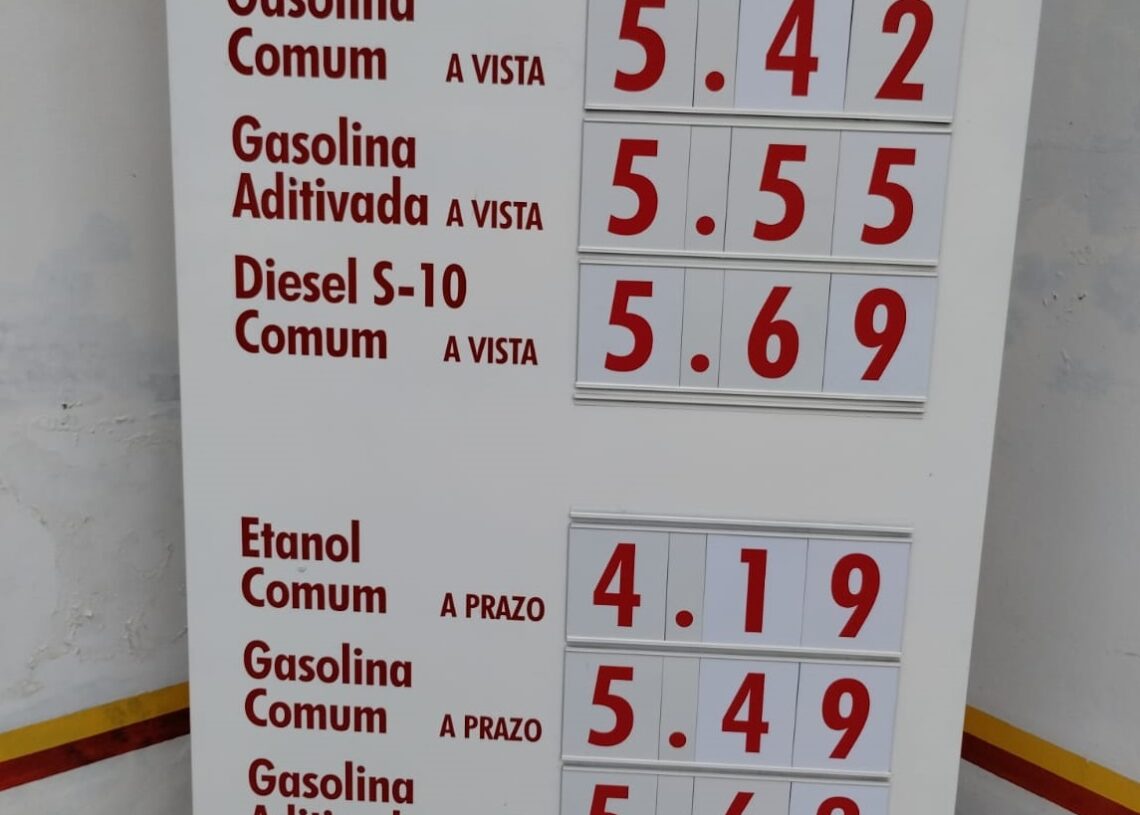 Gasolina
Comum A VISTA 5.42
Gasolina
Aditivada A VISTA 5.55
Diesel S-10
Comum A VISTA 5.69
Etanol
Comum A PRAZO 4.19
Gasolina
Comum A PRAZO 5.49
Gasolina